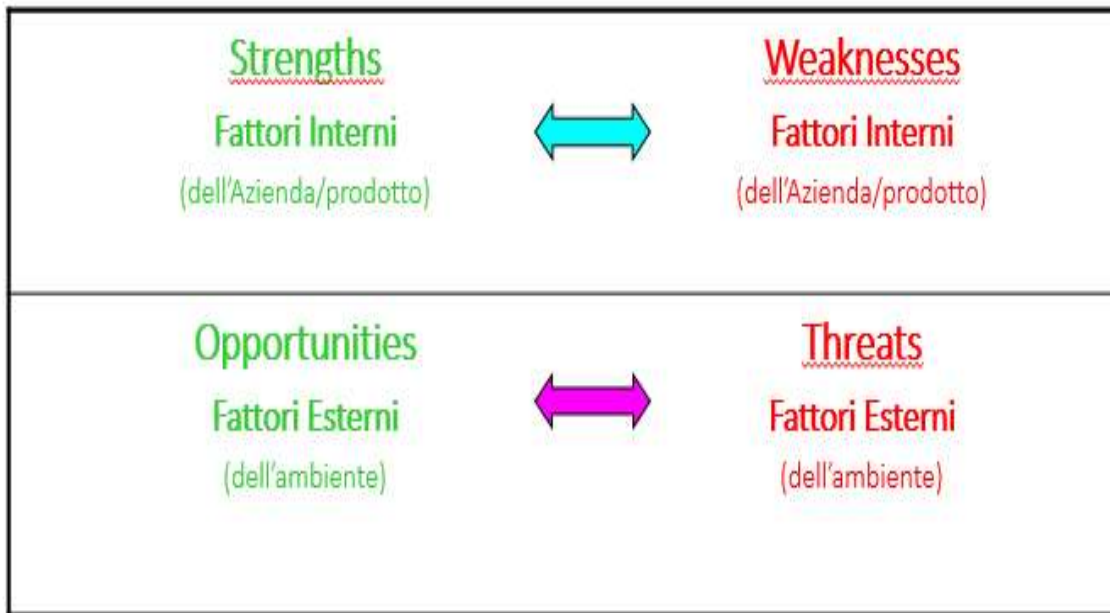 Strengths
Weaknesses
Fattori Interni
Fattori Interni
(dell'Azienda/prodotto)
(dell'Azienda/prodotto)
Opportunities
Threats
Fattori Esterni
Fattori Esterni
(dell'ambiente)
(dell'ambiente)